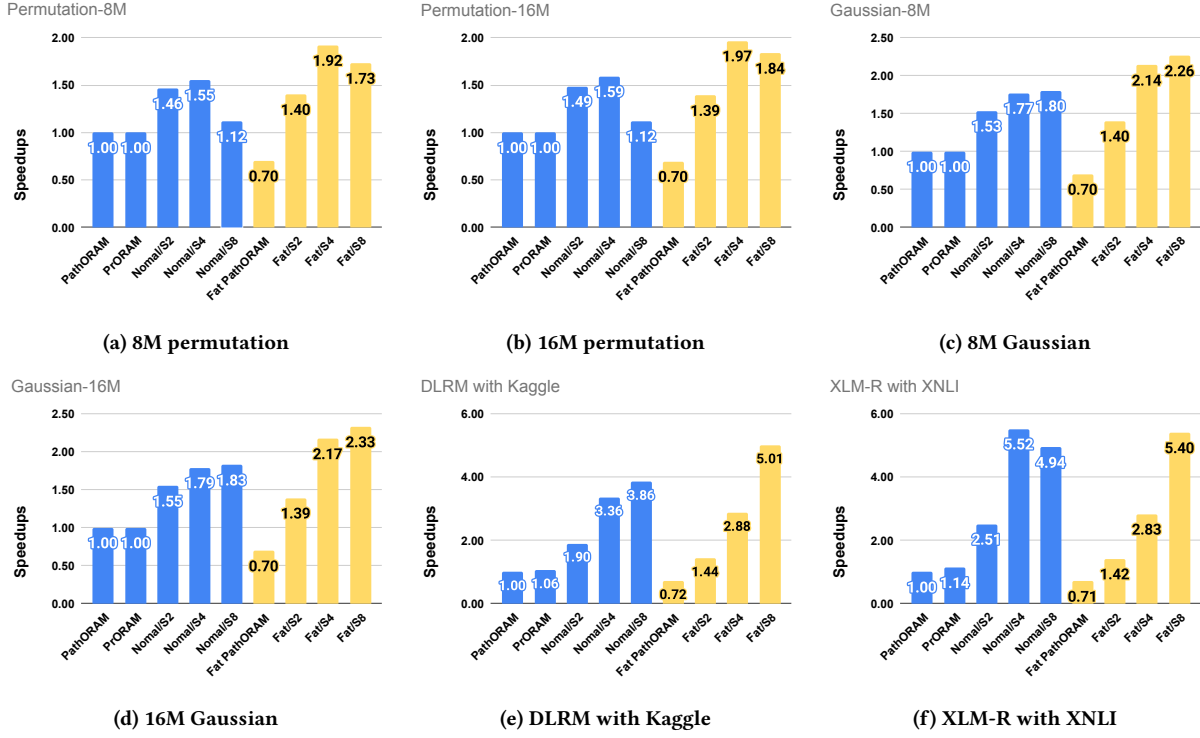 Permutation-8M
2.00
1.50
1.00
0.50
0.00
Speedups
1.00
1.00
1.46
1.55
1.12
0.70
1.40
1.92
1.73
PathORAM
PrORAM
Nomal/S2
Nomal/S4
Nomal/S8
Fat PathORAM
Fat/S2
Fat/S4
Fat/S8
(a) 8M permutation
Permutation-16M
2.00
1.50
1.00
0.50
0.00
Speedups
1.00
1.00
1.49
1.59
1.12
0.70
1.39
1.97
1.84
PathORAM
PrORAM
Nomal/S2
Nomal/S4
Nomal/S8
Fat PathORAM
Fat/S2
Fat/S4
Fat/S8
(b) 16M permutation
Gaussian-8M
2.50
2.00
1.50
1.00
0.50
0.00
Speedups
1.00
1.00
1.53
1.77
1.80
0.70
1.40
2.14
2.26
PathORAM
PrORAM
Nomal/S2
Nomal/S4
Nomal/S8
Fat PathORAM
Fat/S2
Fat/S4
Fat/S8
(c) 8M Gaussian
Gaussian-16M
2.50
2.00
1.50
1.00
0.50
0.00
Speedups
1.00
1.00
1.55
1.79
1.83
0.70
1.39
2.17
2.33
PathORAM
PrORAM
Nomal/S2
Nomal/S4
Nomal/S8
Fat PathORAM
Fat/S2
Fat/S4
Fat/S8
(d) 16M Gaussian
DLRM with Kaggle
6.00
4.00
2.00
0.00
Speedups
1.00
1.06
1.90
3.36
3.86
0.72
1.44
2.88
5.01
PathORAM
PrORAM
Nomal/S2
Nomal/S4
Nomal/S8
Fat PathORAM
Fat/S2
Fat/S4
Fat/S8
(e) DLRM with Kaggle
XLM-R with XNLI
6.00
4.00
2.00
0.00
Speedups
1.00
1.14
2.51
5.52
4.94
0.71
1.42
2.83
5.40
PathORAM
PrORAM
Nomal/S2
Nomal/S4
Nomal/S8
Fat PathORAM
Fat/S2
Fat/S4
Fat/S8
(f) XLM-R with XNLI